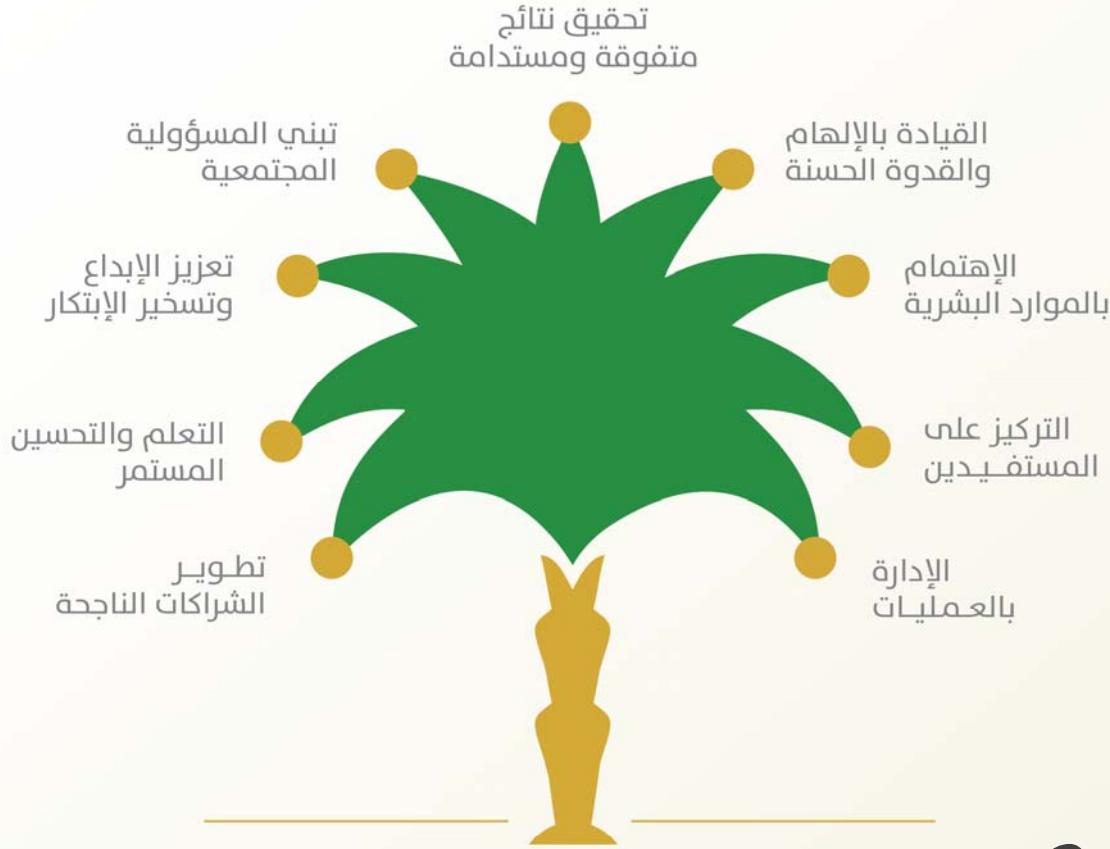 تحقيق نتائج
متفوقة ومستدامة
القيادة بالإلهام
والقدوة الحسنة
الإهتمام
بالموارد البشرية
التركيز على
المستفــيـدين
الإدارة
بالعـمليـات
تبني المسؤولية
المجتمعية
تعزيز الإبداع
وتسخير الإبتكار
التعلم والتحسين
المستمر
تطـويـر
الشراكات الناجحة